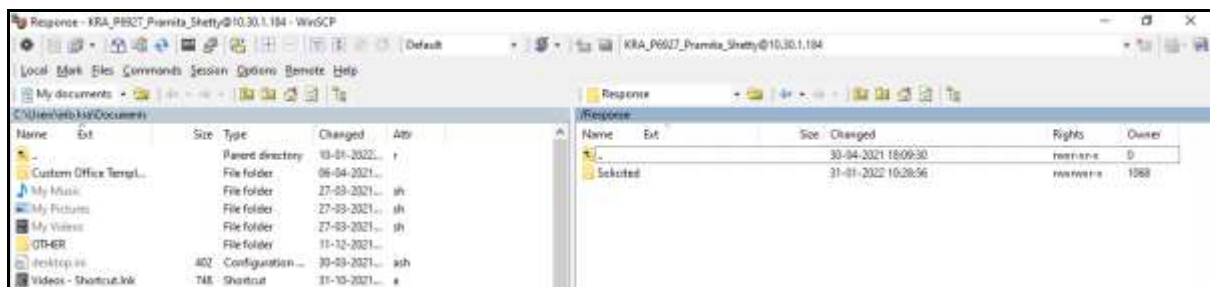 Response - KRA_P6927_Pramita_Shetty@10.30.1.184 - WinSCP
Default KRA_P6927_Pramita_Shetty@10.30.1.184
Local Mark Files Commands Session Options Remote Help
My documents Response
Documents /Response
Name Ext Size Type Changed Attr Name Ext Size Changed Rights Owner
.. Parent directory 10-01-2022... r .. 30-04-2021 18:09:30 0
Custom Office Templ... File folder 06-04-2021... Solicited 31-01-2022 10:28:56 1068
My Music File folder 27-03-2021... sh
My Pictures File folder 27-03-2021... sh
My Videos File folder 27-03-2021... sh
OTHER File folder 11-12-2021...
desktop.ini 402 Configuration ... 30-03-2021... ash
Videos - Shortcut.lnk 748 Shortcut 31-10-2021... a